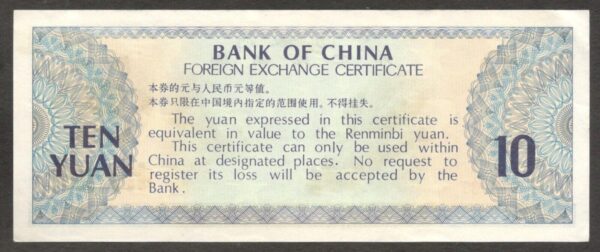 BANK OF CHINA
FOREIGN EXCHANGE CERTIFICATE
本券的元与人民币元等值。
本券只限在中国境内指定的范围使用。不得挂失。
TEN
YUAN
The yuan expressed in this certificate is
equivalent in value to the Renminbi yuan.
This certificate can only be used within
China at designated places. No request to
register its loss will be accepted by the
Bank.
10